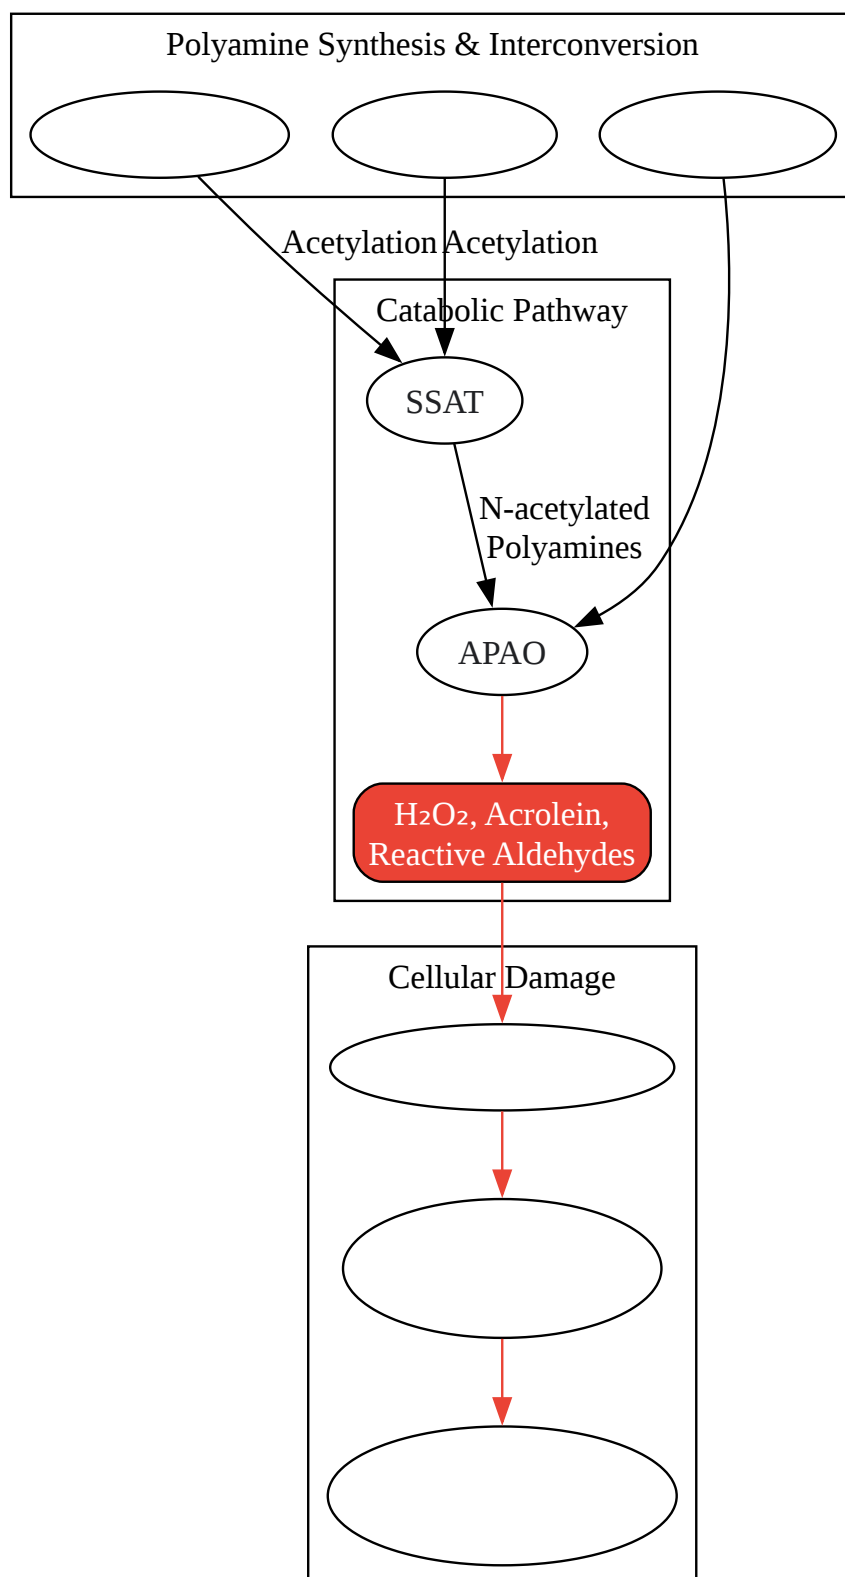 Polyamine Synthesis & Interconversion
Acetylation
Acetylation
Catabolic Pathway
SSAT
N-acetylated
Polyamines
APAO
H₂O₂, Acrolein,
Reactive Aldehydes
Cellular Damage